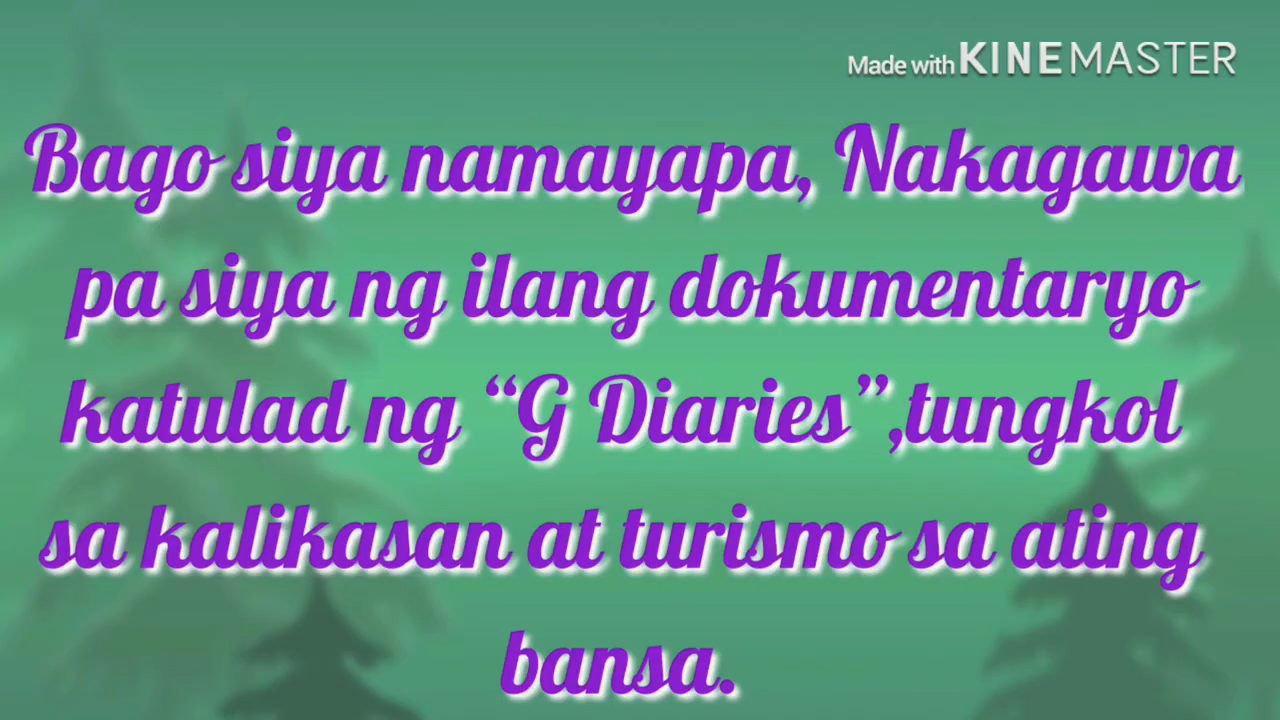 Made with KINEMASTER
Bago siya namayapa, Nakagawa
pa siya ng ilang dokumentaryo
katulad ng “G Diaries”,tungkol
sa kalikasan at turismo sa ating
bansa.